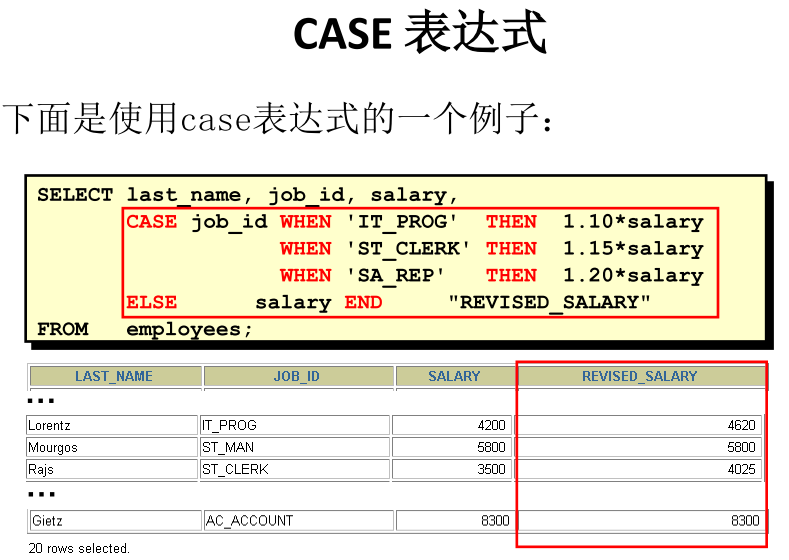 CASE 表达式
下面是使用case表达式的一个例子：
SELECT last_name, job_id, salary,
CASE job_id WHEN 'IT_PROG' THEN 1.10*salary
WHEN 'ST_CLERK' THEN 1.15*salary
WHEN 'SA_REP' THEN 1.20*salary
ELSE salary END "REVISED_SALARY"
FROM employees;
LAST_NAME JOB_ID SALARY REVISED_SALARY
...
Lorentz IT_PROG 4200 4620
Mourgos ST_MAN 5800 5800
Rajs ST_CLERK 3500 4025
...
Gietz AC_ACCOUNT 8300 8300
20 rows selected.